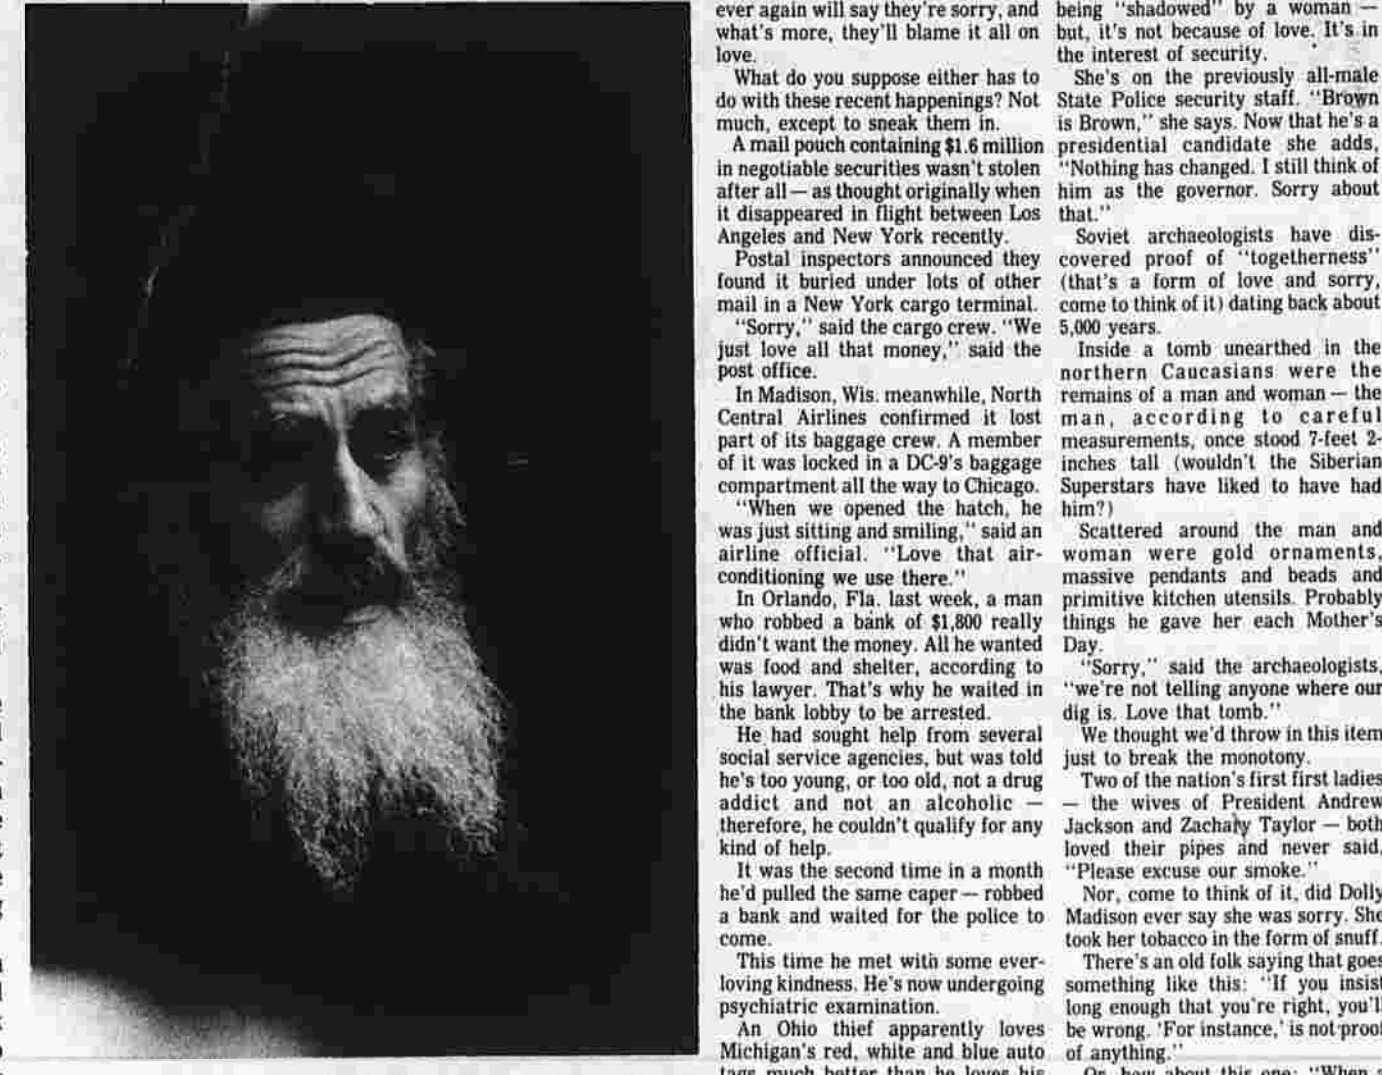 ever again will say they're sorry, and
what's more, they'll blame it all on
love.
What do you suppose either has to
do with these recent happenings? Not
much, except to sneak them in.
A mail pouch containing $1.6 million
in negotiable securities wasn't stolen
after all — as thought originally when
it disappeared in flight between Los
Angeles and New York recently.
Postal inspectors announced they
found it buried under lots of other
mail in a New York cargo terminal.
"Sorry," said the cargo crew. "We
just love all that money," said the
post office.
In Madison, Wis. meanwhile, North
Central Airlines confirmed it lost
part of its baggage crew. A member
of it was locked in a DC-9's baggage
compartment all the way to Chicago.
"When we opened the hatch, he
was just sitting and smiling," said an
airline official. "Love that air-
conditioning we use there."
In Orlando, Fla. last week, a man
who robbed a bank of $1,800 really
didn't want the money. All he wanted
was food and shelter, according to
his lawyer. That's why he waited in
the bank lobby to be arrested.
He had sought help from several
social service agencies, but was told
he's too young, or too old, not a drug
addict and not an alcoholic —
therefore, he couldn't qualify for any
kind of help.
It was the second time in a month
he'd pulled the same caper — robbed
a bank and waited for the police to
come.
This time he met with some ever-
loving kindness. He's now undergoing
psychiatric examination.
An Ohio thief apparently loves
Michigan's red, white and blue auto
tags much better than he loves his
being "shadowed" by a woman —
but, it's not because of love. It's in
the interest of security.
She's on the previously all-male
State Police security staff. "Brown
is Brown," she says. Now that he's a
presidential candidate she adds,
"Nothing has changed. I still think of
him as the governor. Sorry about
that."
Soviet archaeologists have dis-
covered proof of "togetherness"
(that's a form of love and sorry,
come to think of it) dating back about
5,000 years.
Inside a tomb unearthed in the
northern Caucasians were the
remains of a man and woman — the
man, according to careful
measurements, once stood 7-feet 2-
inches tall (wouldn't the Siberian
Superstars have liked to have had
him?)
Scattered around the man and
woman were gold ornaments,
massive pendants and beads and
primitive kitchen utensils. Probably
things he gave her each Mother's
Day.
"Sorry," said the archaeologists,
"we're not telling anyone where our
dig is. Love that tomb."
We thought we'd throw in this item
just to break the monotony.
Two of the nation's first first ladies
— the wives of President Andrew
Jackson and Zachary Taylor — both
loved their pipes and never said,
"Please excuse our smoke."
Nor, come to think of it, did Dolly
Madison ever say she was sorry. She
took her tobacco in the form of snuff.
There's an old folk saying that goes
something like this: "If you insist
long enough that you're right, you'll
be wrong. 'For instance,' is not proof
of anything."
Or, how about this one: "When a